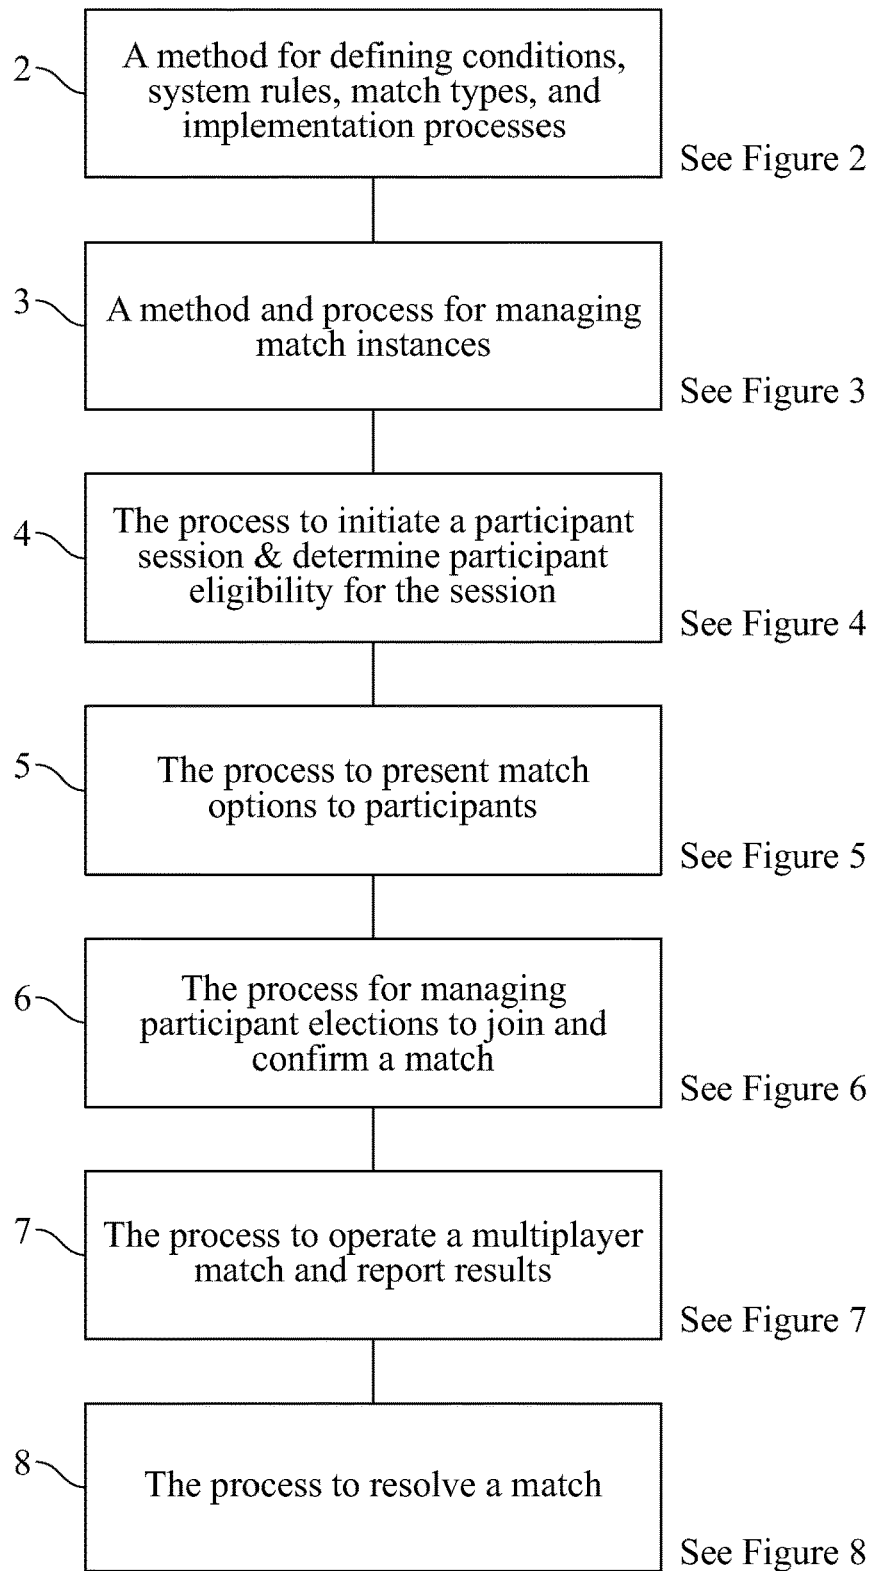 2
A method for defining conditions,
system rules, match types, and
implementation processes
See Figure 2
3
A method and process for managing
match instances
See Figure 3
4
The process to initiate a participant
session & determine participant
eligibility for the session
See Figure 4
5
The process to present match
options to participants
See Figure 5
6
The process for managing
participant elections to join and
confirm a match
See Figure 6
7
The process to operate a multiplayer
match and report results
See Figure 7
8
The process to resolve a match
See Figure 8